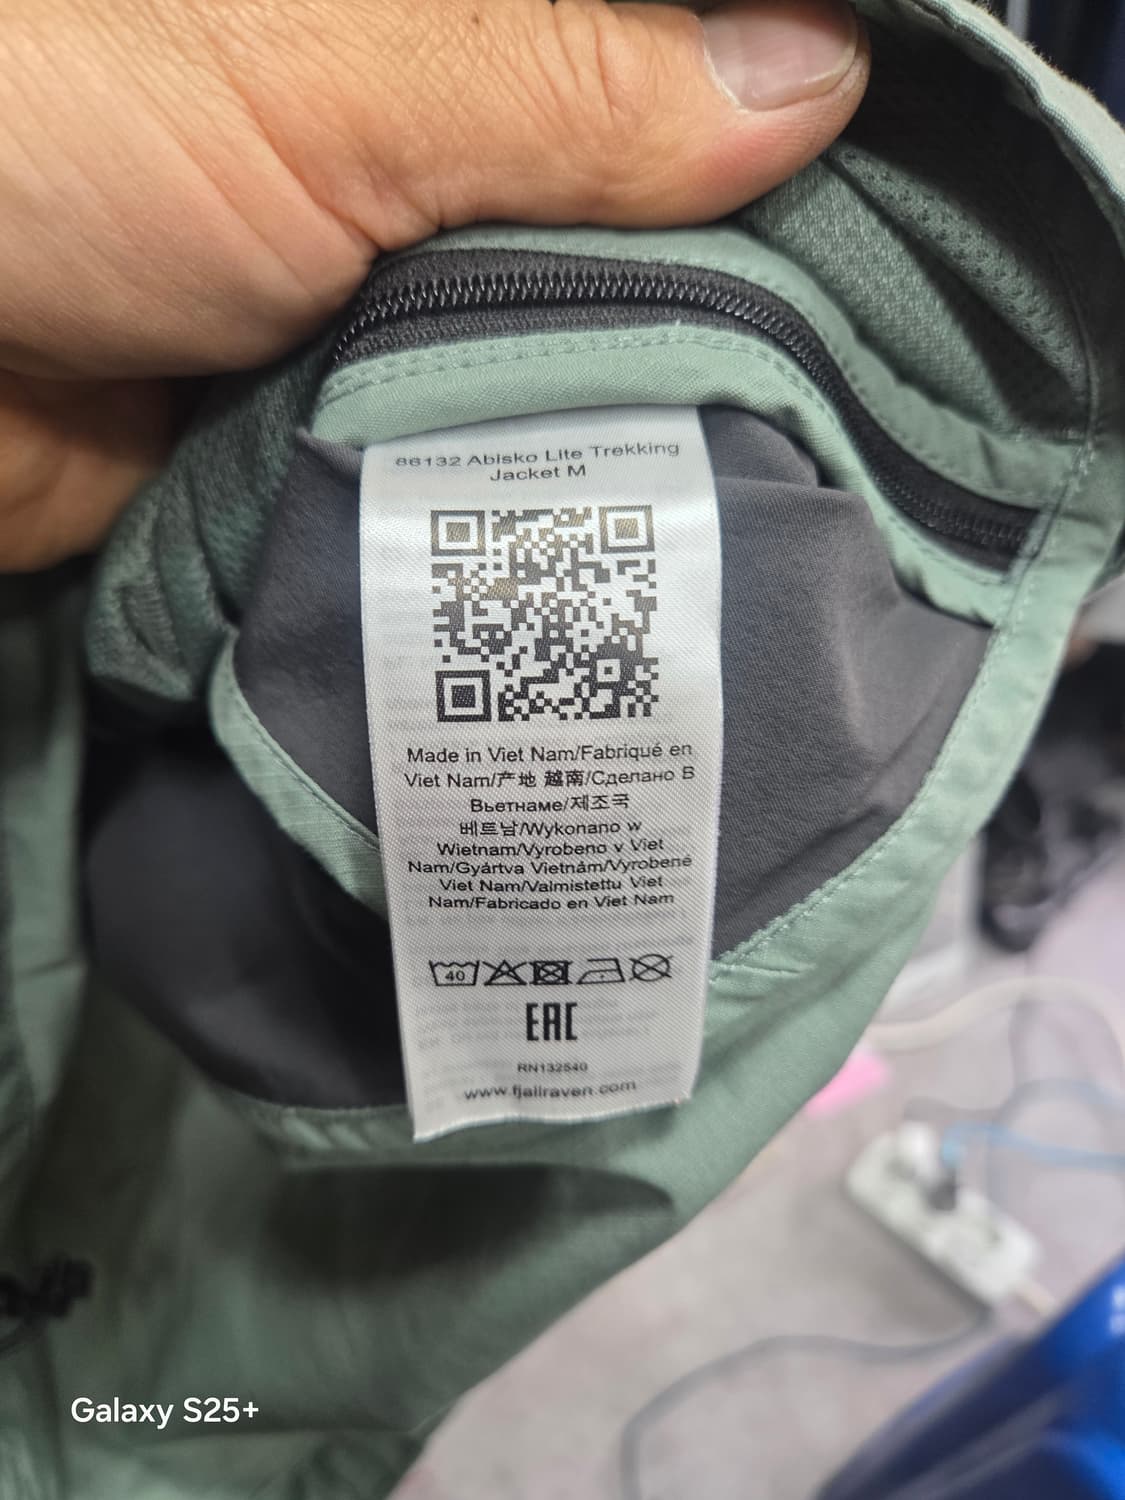 86132 Abisko Lite Trekking
Jacket M
Made in Viet Nam/Fabriqué en
Viet Nam/产地 越南/Сделано В
Вьетнаме/제조국
베트남/Wykonano w
Wietnam/Vyrobeno v Viet
Nam/Gyártva Vietnám/Vyrobené
Viet Nam/Valmistettu Viet
Nam/Fabricado en Viet Nam
40
EAC
RN132540
www.fjallraven.com
Galaxy S25+